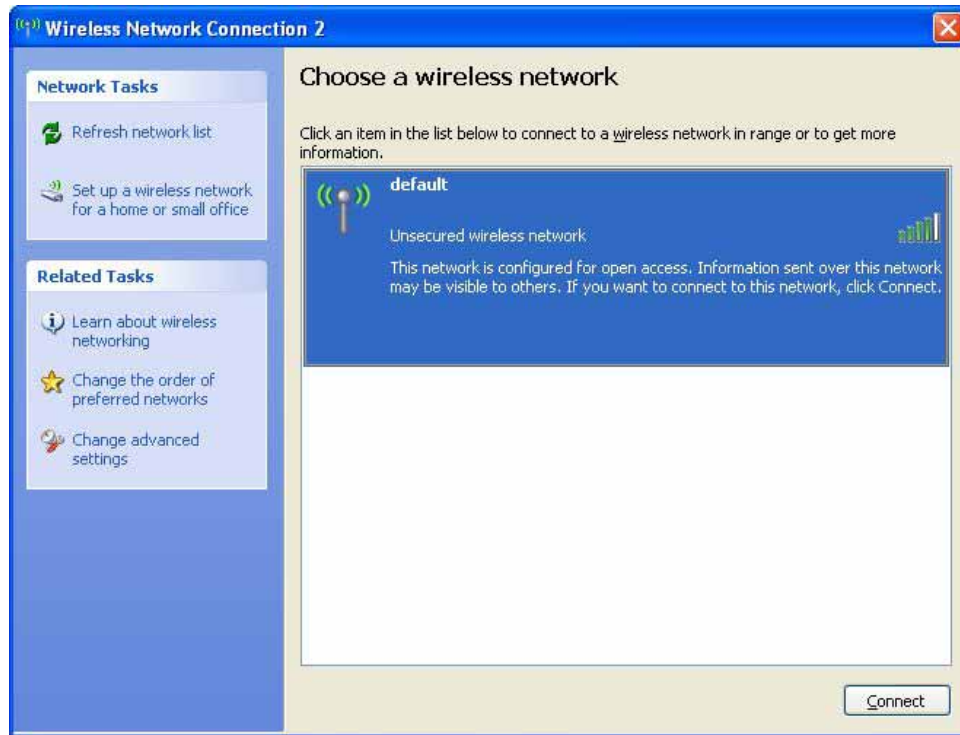 Wireless Network Connection 2
Network Tasks
Refresh network list
Set up a wireless network
for a home or small office
Related Tasks
Learn about wireless
networking
Change the order of
preferred networks
Change advanced
settings
Choose a wireless network
Click an item in the list below to connect to a wireless network in range or to get more
information.
default
Unsecured wireless network
This network is configured for open access. Information sent over this network
may be visible to others. If you want to connect to this network, click Connect.
Connect